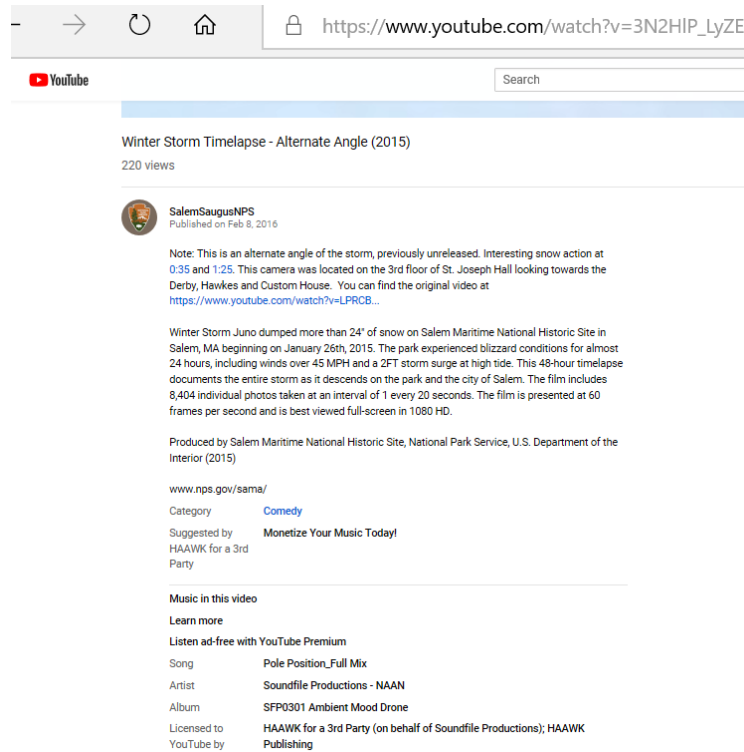 https://www.youtube.com/watch?v=3N2HlP_LyZE
YouTube
Search
Winter Storm Timelapse - Alternate Angle (2015)
220 views
SalemSaugusNPS
Published on Feb 8, 2016
Note: This is an alternate angle of the storm, previously unreleased. Interesting snow action at
0:35 and 1:25. This camera was located on the 3rd floor of St. Joseph Hall looking towards the
Derby, Hawkes and Custom House.  You can find the original video at
https://www.youtube.com/watch?v=LPRCB...
Winter Storm Juno dumped more than 24" of snow on Salem Maritime National Historic Site in
Salem, MA beginning on January 26th, 2015. The park experienced blizzard conditions for almost
24 hours, including winds over 45 MPH and a 2FT storm surge at high tide. This 48-hour timelapse
documents the entire storm as it descends on the park and the city of Salem. The film includes
8,404 individual photos taken at an interval of 1 every 20 seconds. The film is presented at 60
frames per second and is best viewed full-screen in 1080 HD.
Produced by Salem Maritime National Historic Site, National Park Service, U.S. Department of the
Interior (2015)
www.nps.gov/sama/
Category Comedy
Suggested by Monetize Your Music Today!
HAAWK for a 3rd
Party
Music in this video
Learn more
Listen ad-free with YouTube Premium
Song Pole Position_Full Mix
Artist Soundfile Productions - NAAN
Album SFP0301 Ambient Mood Drone
Licensed to HAAWK for a 3rd Party (on behalf of Soundfile Productions); HAAWK
YouTube by Publishing